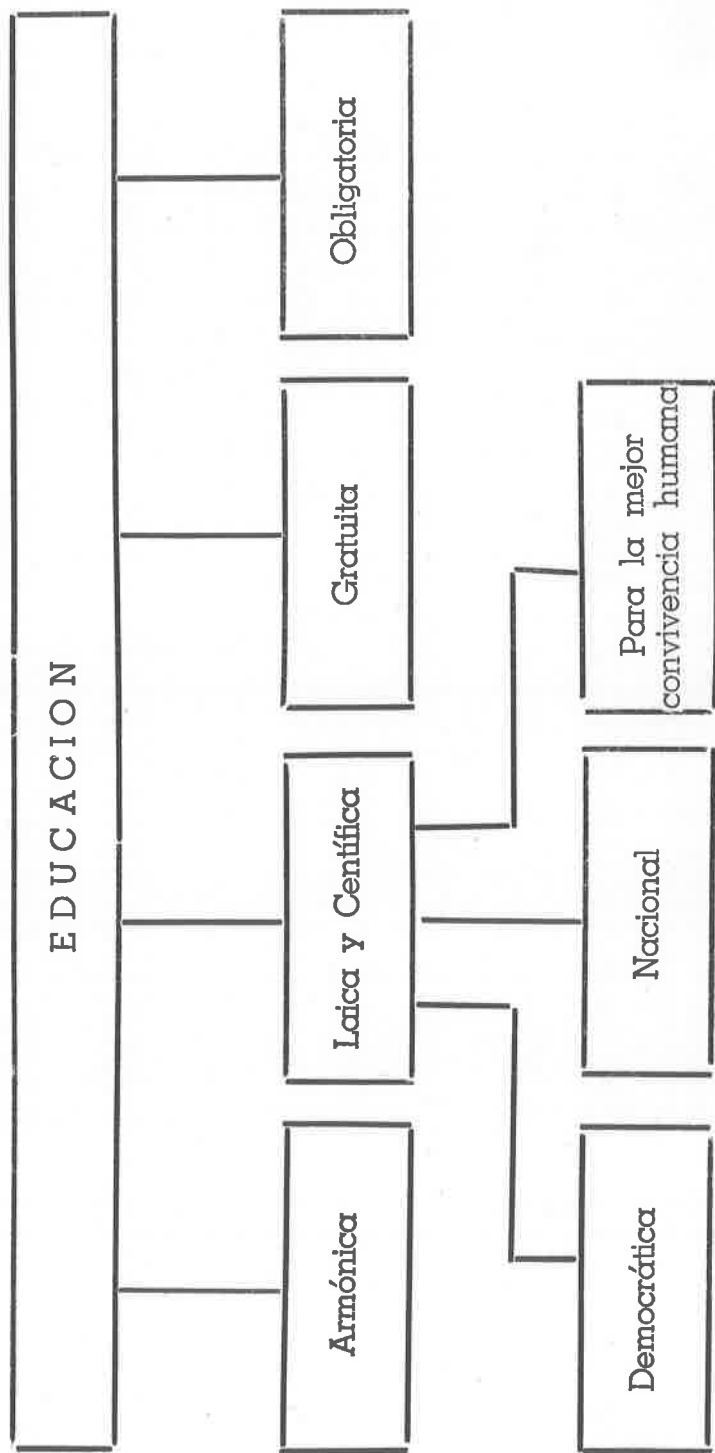 EDUCACION
Armónica
Laica y Científica
Gratuita
Obligatoria
Democrática
Nacional
Para la mejor
convivencia humana